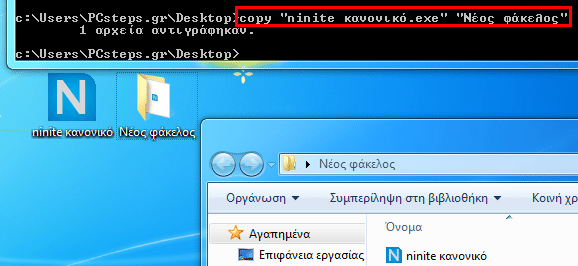 c:\Users\PCsteps.gr\Desktop>copy "ninite κανονικό.exe" "Νέος φάκελος"
1 αρχεία αντιγράφηκαν.
c:\Users\PCsteps.gr\Desktop>
N
ninite κανονικό
Νέος φάκελος
Νέος φάκελος
Οργάνωση Συμπερίληψη στη βιβλιοθήκη Κοινή χρ
Αγαπημένα
Όνομα
Επιφάνεια εργασίας
N ninite κανονικό